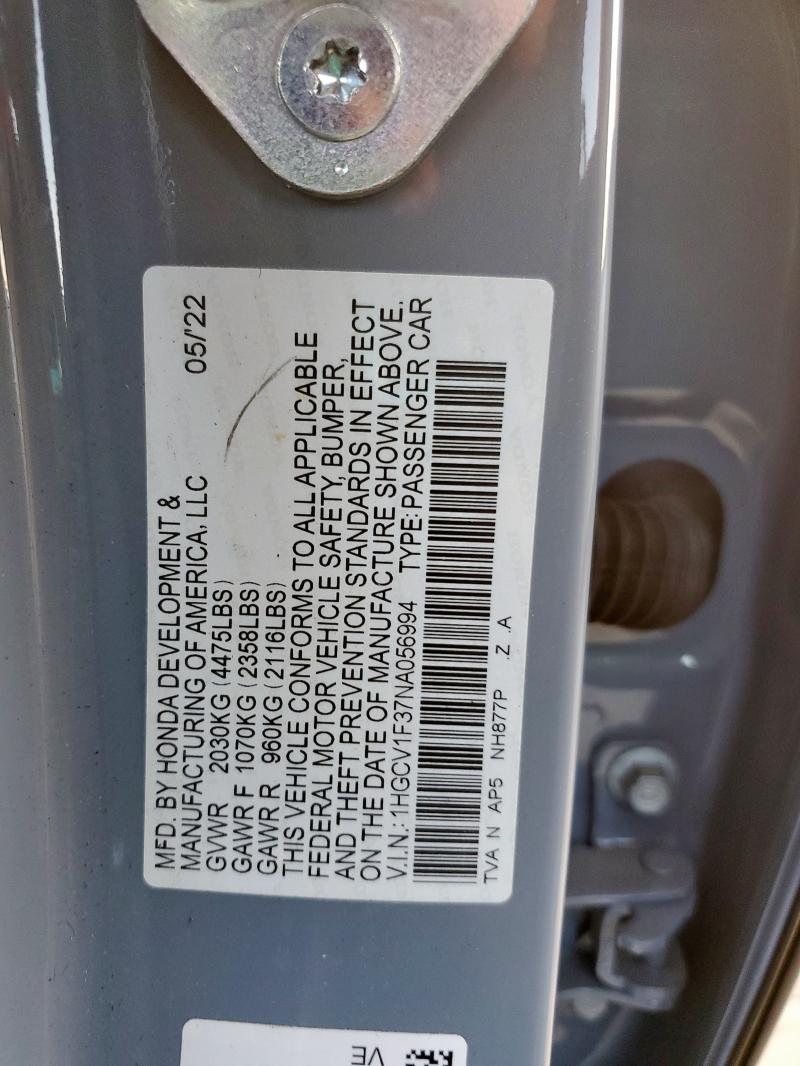 MFD. BY HONDA DEVELOPMENT &
MANUFACTURING OF AMERICA, LLC 05/'22
GVWR 2030KG (4475LBS)
GAWR F 1070KG (2358LBS)
GAWR R 960KG (2116LBS)
THIS VEHICLE CONFORMS TO ALL APPLICABLE
FEDERAL MOTOR VEHICLE SAFETY, BUMPER,
AND THEFT PREVENTION STANDARDS IN EFFECT
ON THE DATE OF MANUFACTURE SHOWN ABOVE.
V.I.N.: 1HGCV1F37NA056994 TYPE: PASSENGER CAR
TVA N AP5 NH877P .Z .A
VE